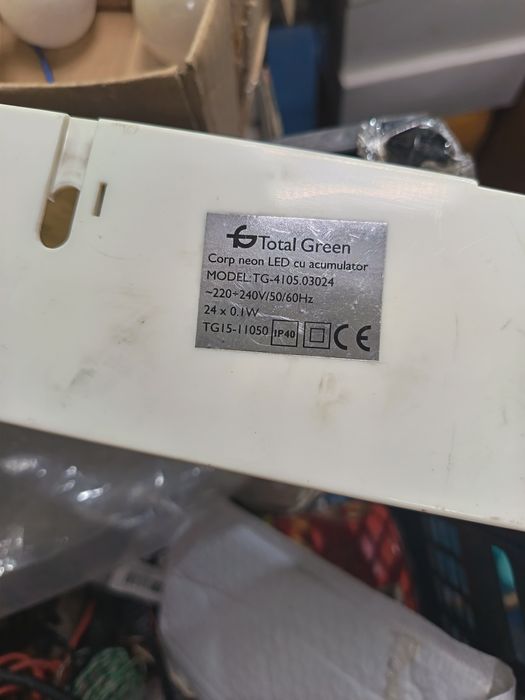 Total Green
Corp neon LED cu acumulator
MODEL: TG-4105.03024
~220÷240V/50/60Hz
24 x 0.1W
TG15-11050 IP40 CE